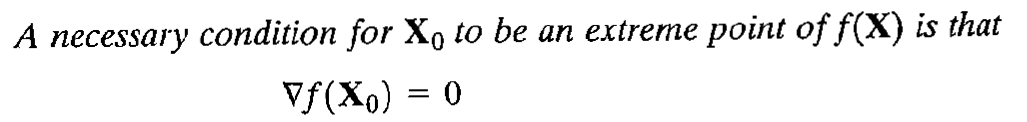 A necessary condition for X₀ to be an extreme point of f(X) is that
∇f(X₀) = 0